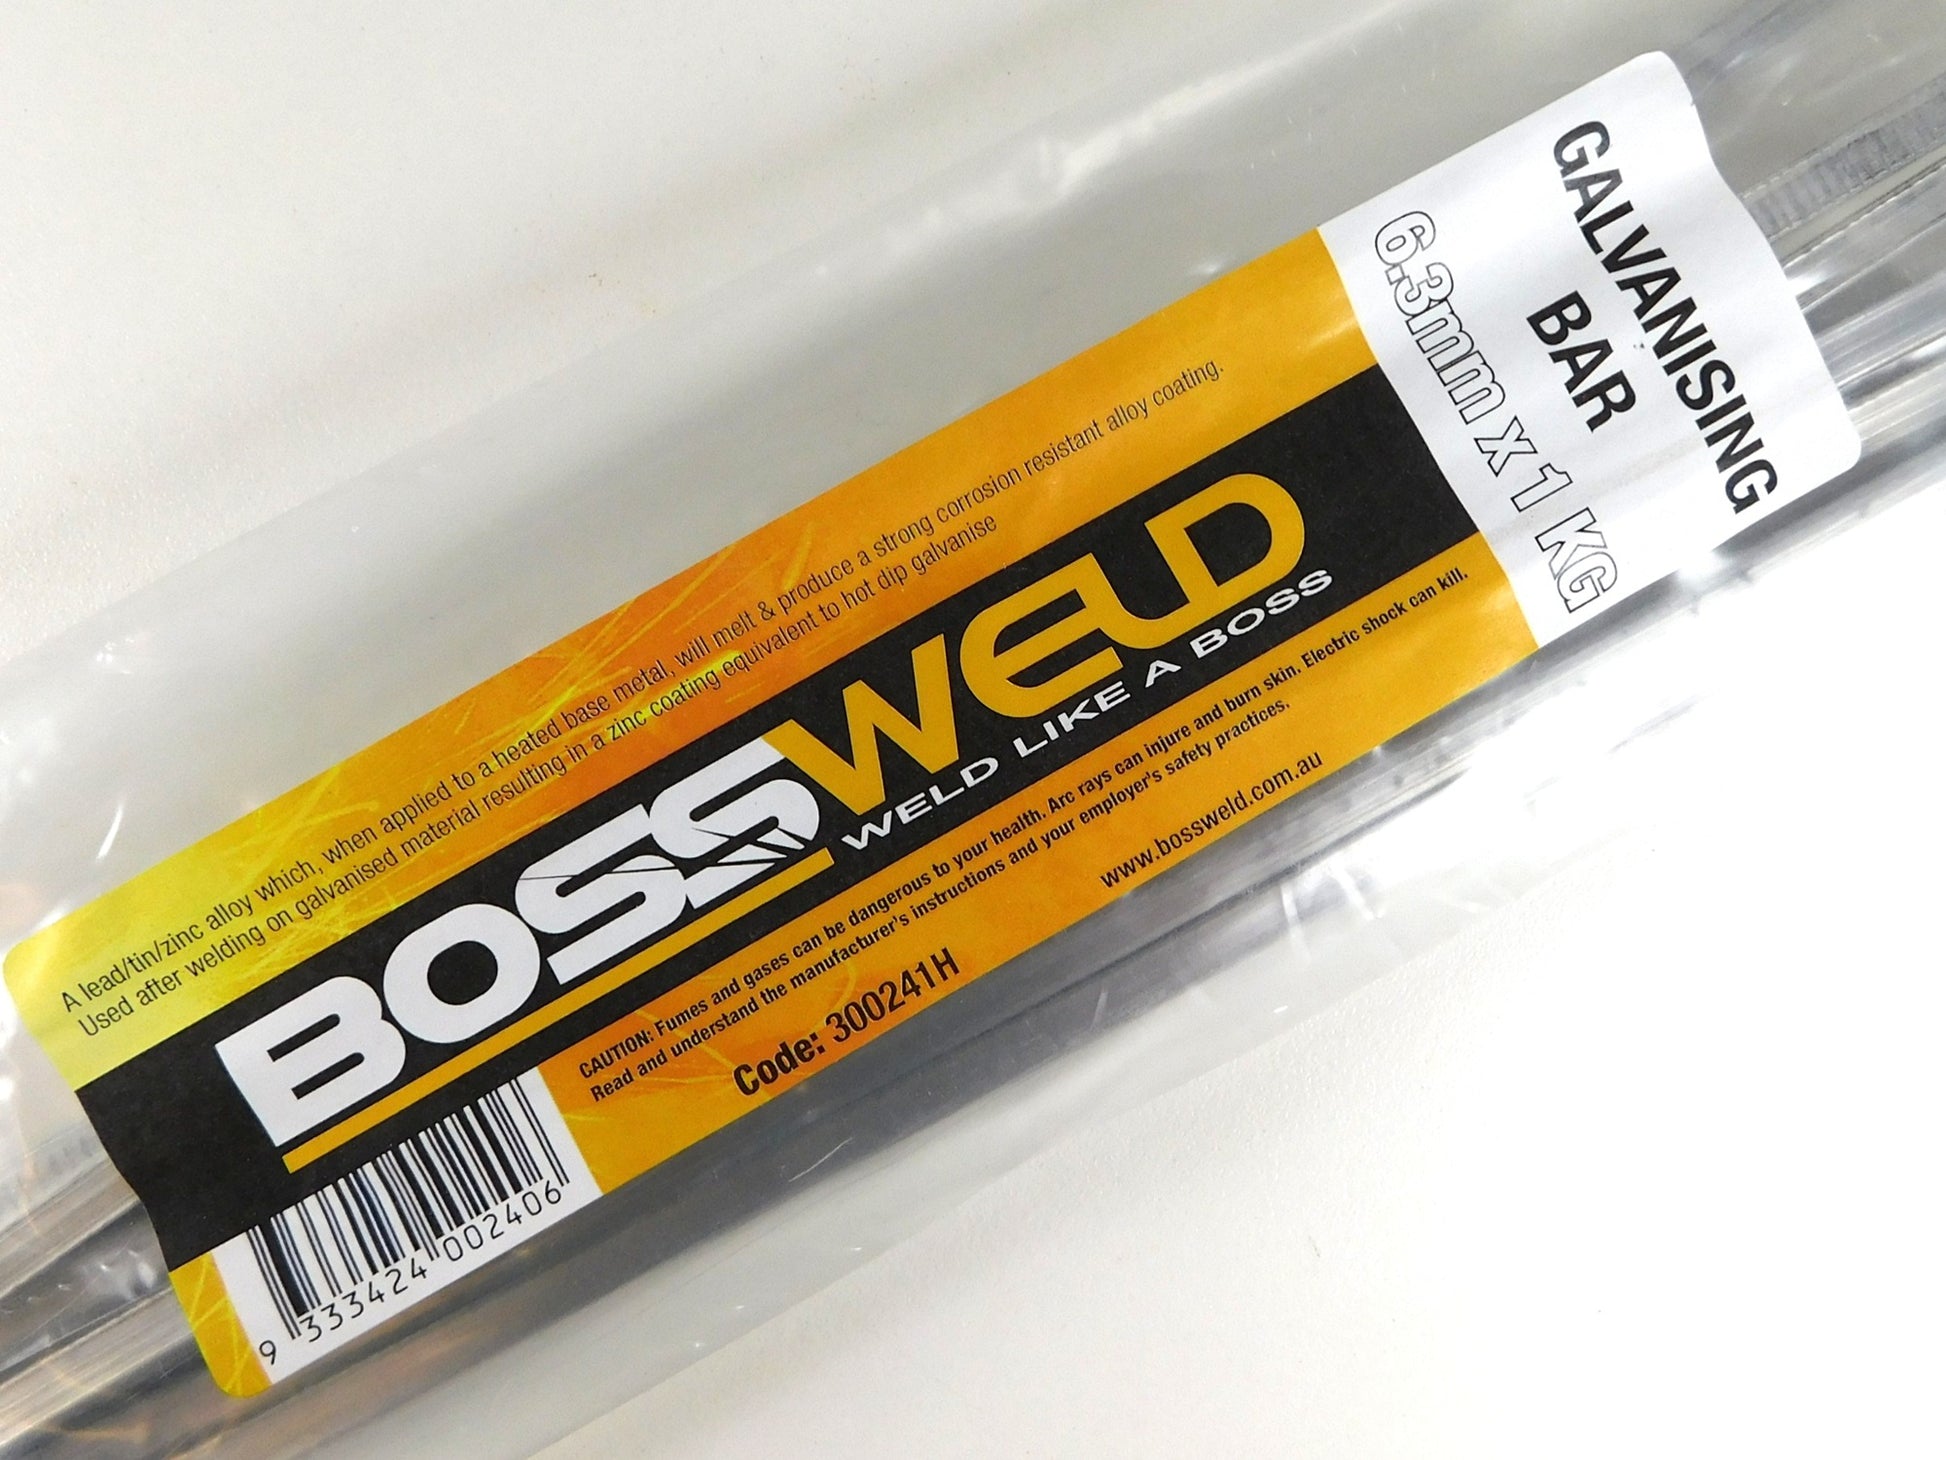 A lead/tin/zinc alloy which, when applied to a heated base metal, will melt & produce a strong corrosion resistant alloy coating.
Used after welding on galvanised material resulting in a zinc coating equivalent to hot dip galvanise
BOSSWELD
WELD LIKE A BOSS
CAUTION: Fumes and gases can be dangerous to your health. Arc rays can injure and burn skin. Electric shock can kill.
Read and understand the manufacturer's instructions and your employer's safety practices.
Code: 300241H
www.bossweld.com.au
9 333424 002406
GALVANISING
BAR
6.3mm x 1 KG